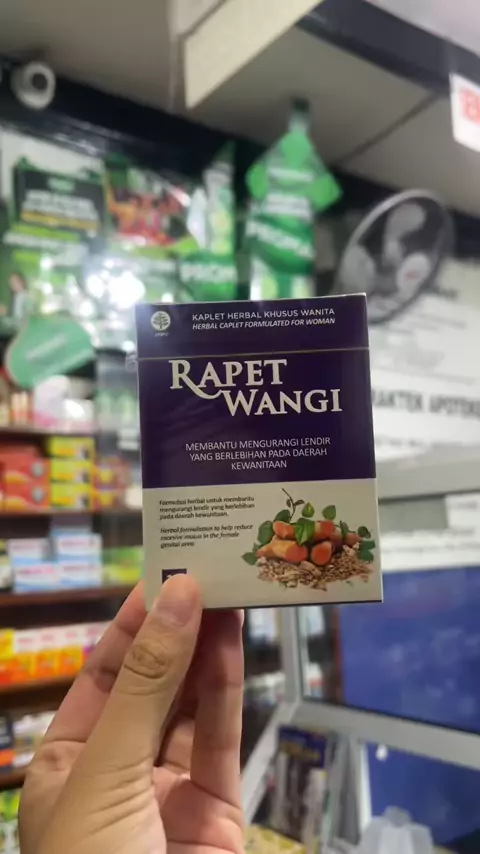 KAPLET HERBAL KHUSUS WANITA
HERBAL CAPLET FORMULATED FOR WOMAN
RAPET
WANGI
MEMBANTU MENGURANGI LENDIR
YANG BERLEBIHAN PADA DAERAH
KEWANITAAN
Formulasi herbal untuk membantu
mengurangi lendir yang berlebihan
pada daerah kewanitaan.
Herbal formulation to help reduce
excessive mucus in the female
genital area.